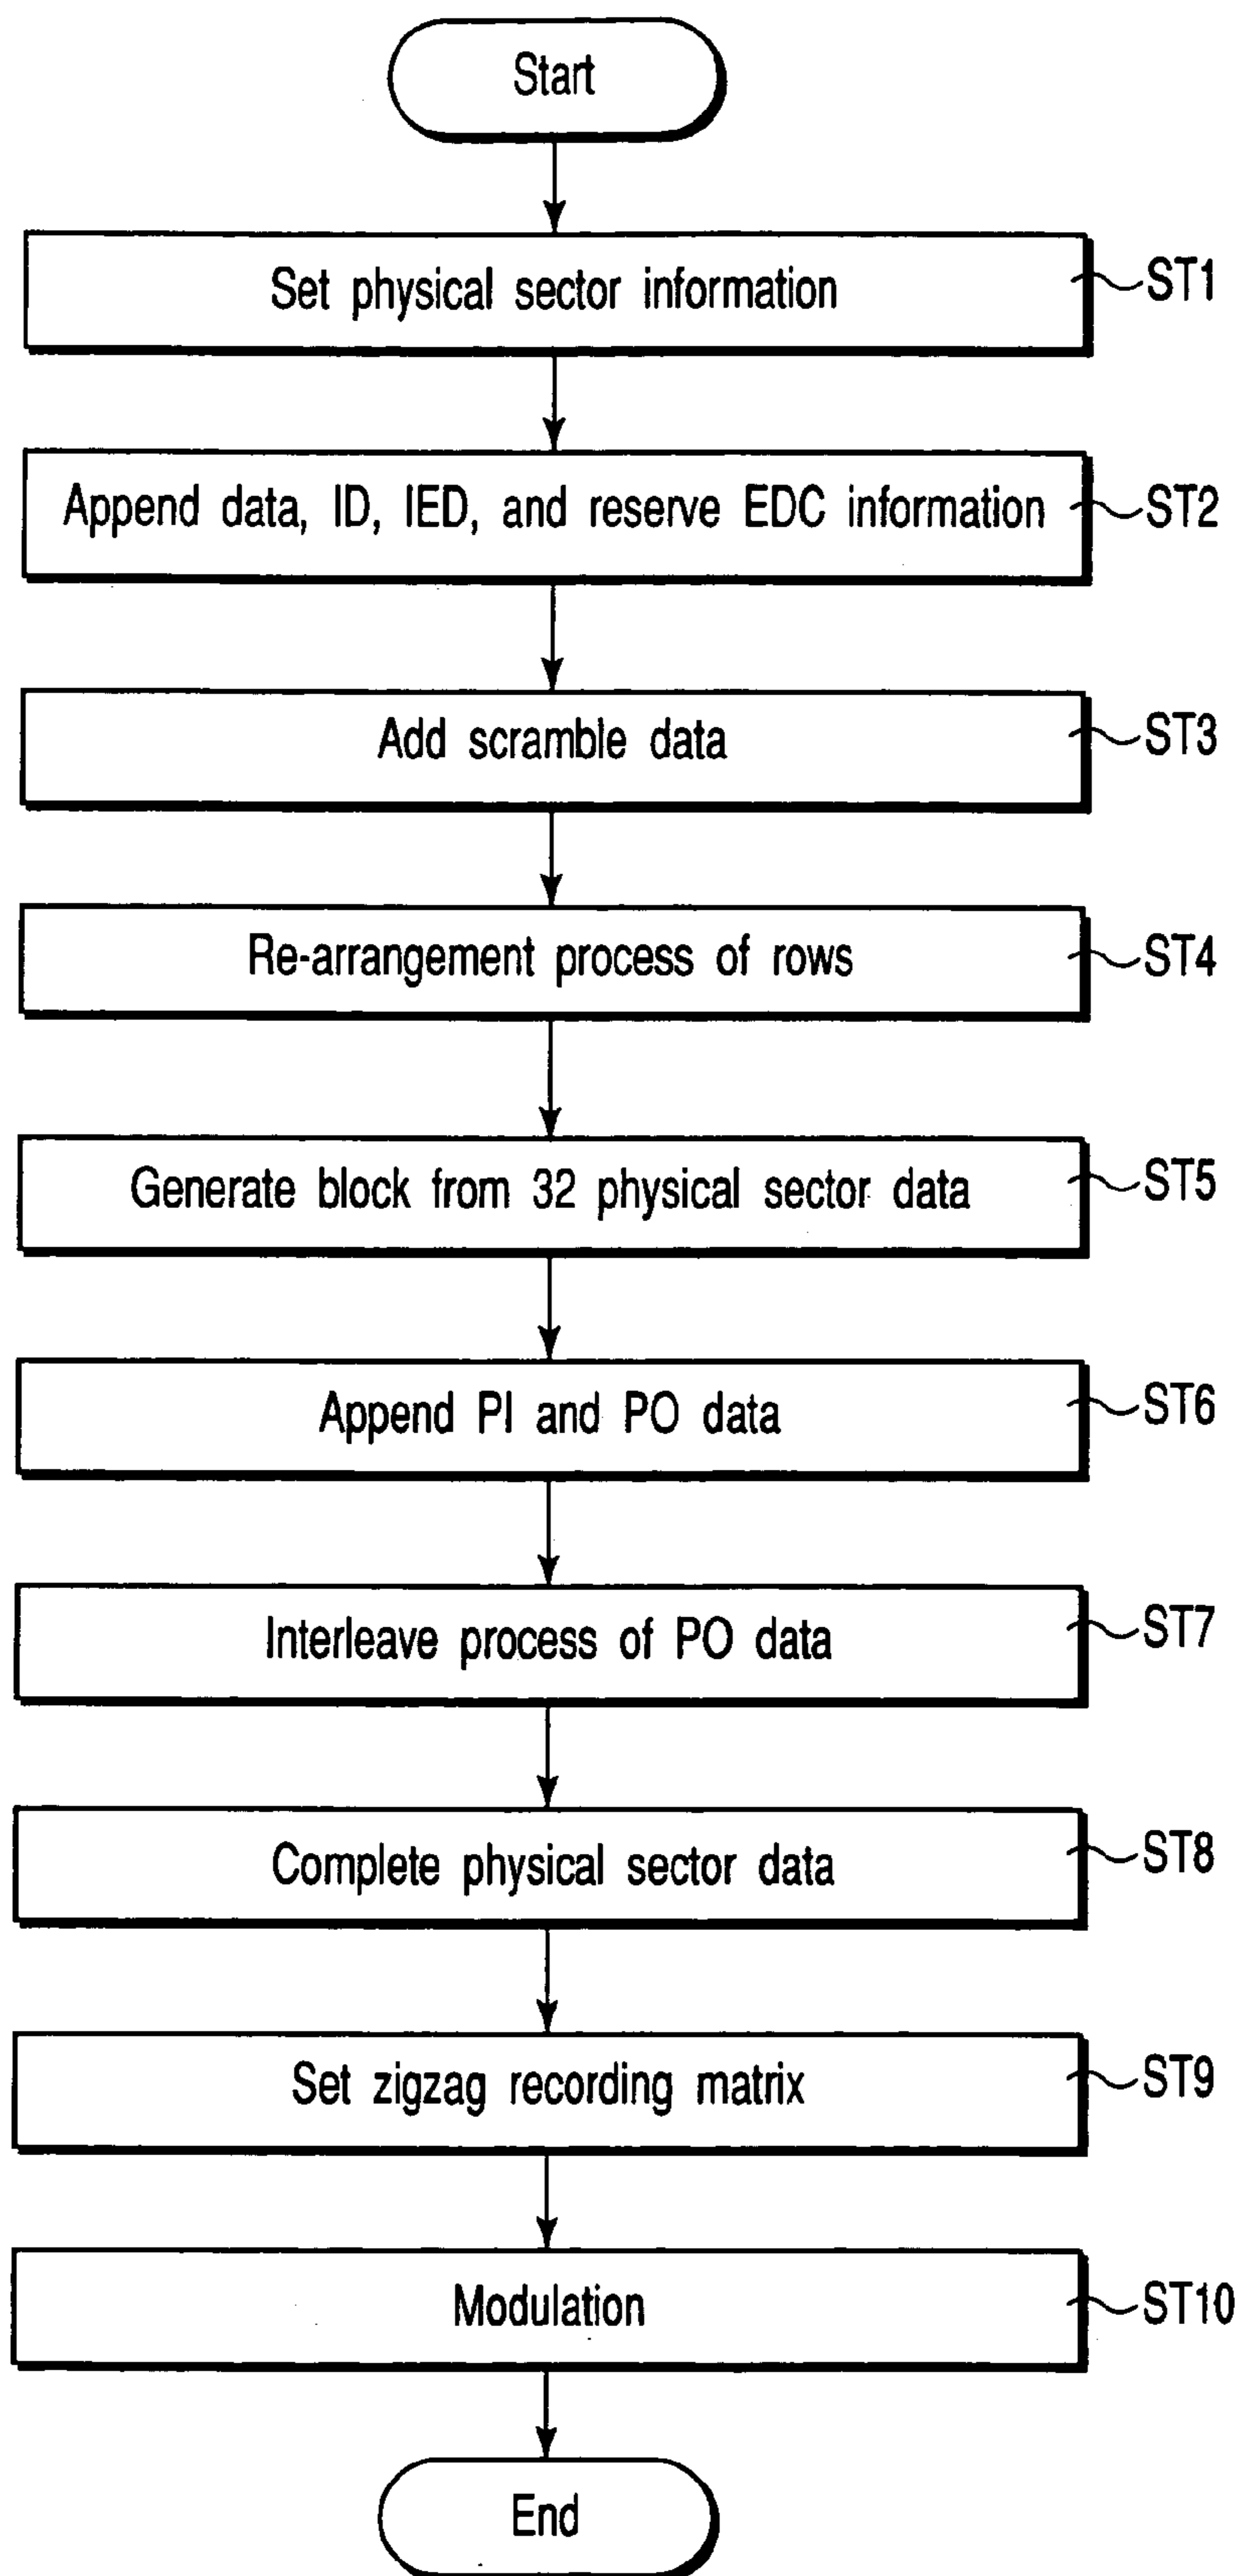 Start
Set physical sector information
ST1
Append data, ID, IED, and reserve EDC information
ST2
Add scramble data
ST3
Re-arrangement process of rows
ST4
Generate block from 32 physical sector data
ST5
Append PI and PO data
ST6
Interleave process of PO data
ST7
Complete physical sector data
ST8
Set zigzag recording matrix
ST9
Modulation
ST10
End